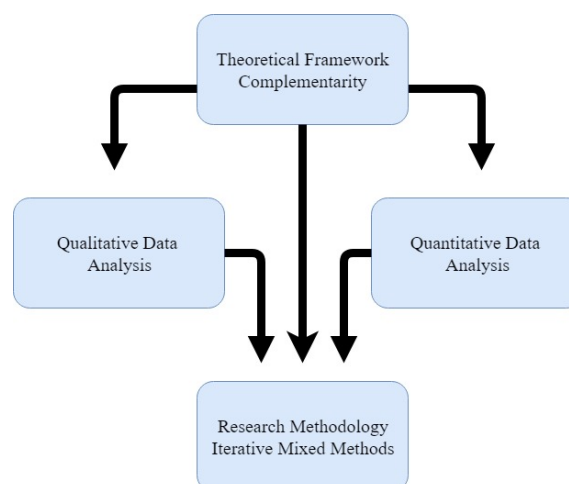 Theoretical Framework
Complementarity
Qualitative Data
Analysis
Quantitative Data
Analysis
Research Methodology
Iterative Mixed Methods